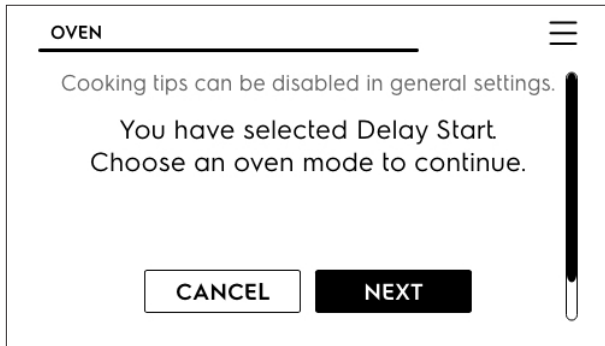 OVEN
Cooking tips can be disabled in general settings.
You have selected Delay Start.
Choose an oven mode to continue.
CANCEL NEXT